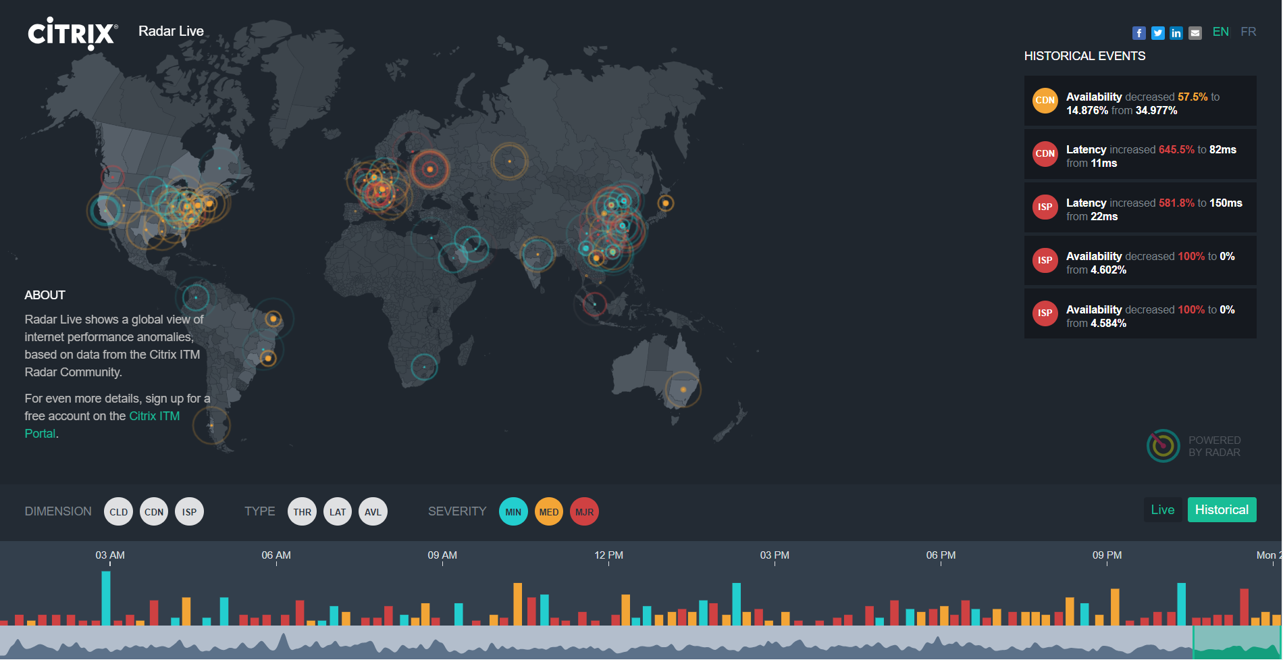 CITRIX® Radar Live
EN FR
HISTORICAL EVENTS
CDN
Availability decreased 57.5% to
14.876% from 34.977%
CDN
Latency increased 645.5% to 82ms
from 11ms
ISP
Latency increased 581.8% to 150ms
from 22ms
ISP
Availability decreased 100% to 0%
from 4.602%
ISP
Availability decreased 100% to 0%
from 4.584%
ABOUT
Radar Live shows a global view of
internet performance anomalies,
based on data from the Citrix ITM
Radar Community.
For even more details, sign up for a
free account on the Citrix ITM
Portal.
POWERED
BY RADAR
DIMENSION CLD CDN ISP TYPE THR LAT AVL SEVERITY MIN MED MJR Live Historical
03 AM 06 AM 09 AM 12 PM 03 PM 06 PM 09 PM Mon 2